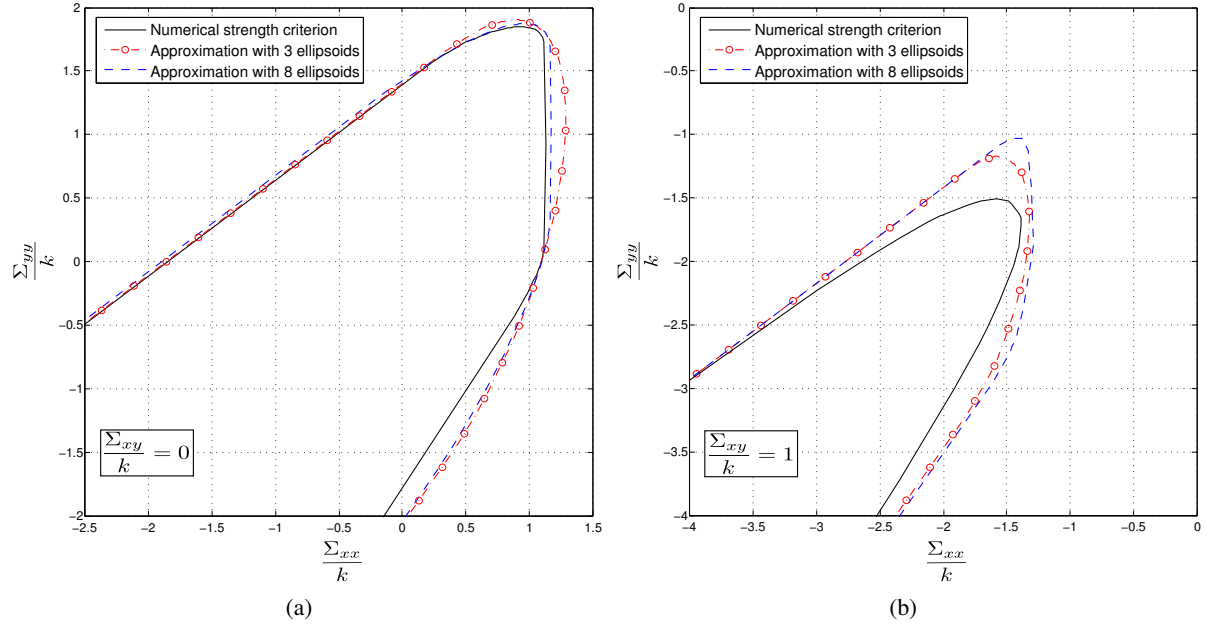 Numerical strength criterion
Approximation with 3 ellipsoids
Approximation with 8 ellipsoids
2
1.5
1
0.5
0
−0.5
−1
−1.5
−2
Σyy
k
Σxy
k = 0
−2.5 −2 −1.5 −1 −0.5 0 0.5 1 1.5
Σxx
k
(a)
Numerical strength criterion
Approximation with 3 ellipsoids
Approximation with 8 ellipsoids
0
−0.5
−1
−1.5
−2
−2.5
−3
−3.5
−4
Σyy
k
Σxy
k = 1
−4 −3.5 −3 −2.5 −2 −1.5 −1 −0.5 0
Σxx
k
(b)